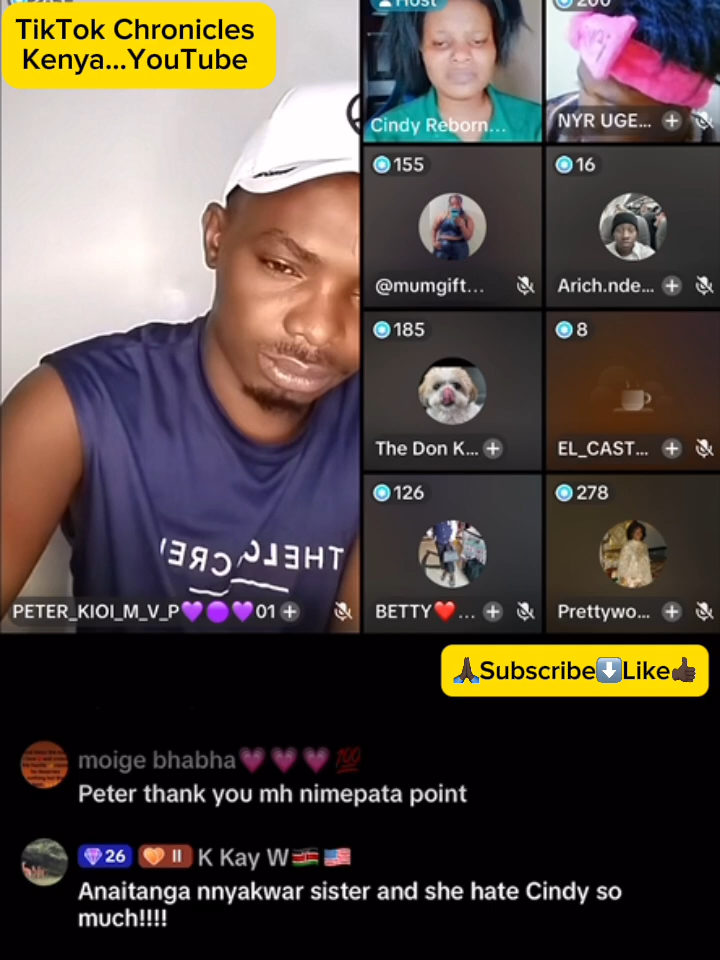 TikTok Chronicles
Kenya...YouTube
Host
200
Cindy Reborn...
NYR UGE...
155
16
@mumgift...
Arich.nde...
185
8
The Don K...
EL_CAST...
126
278
THELO CRE
PETER_KIOI_M_V_P💜🟣💜01
BETTY❤️...
Prettywo...
🙏🏿Subscribe⬇️Like👍🏿
moige bhabha💗💗💗💯
Peter thank you mh nimepata point
26 II K Kay W🇰🇪🇺🇸
Anaitanga nnyakwar sister and she hate Cindy so
much!!!!